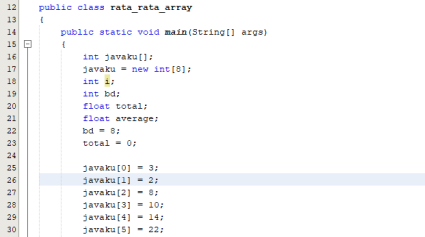 12 public class rata_rata_array
13 {
14 public static void main(String[] args)
15 {
16 int javaku[];
17 javaku = new int[8];
18 int i;
19 int bd;
20 float total;
21 float average;
22 bd = 8;
23 total = 0;
24
25 javaku[0] = 3;
26 javaku[1] = 2;
27 javaku[2] = 8;
28 javaku[3] = 10;
29 javaku[4] = 14;
30 javaku[5] = 22;